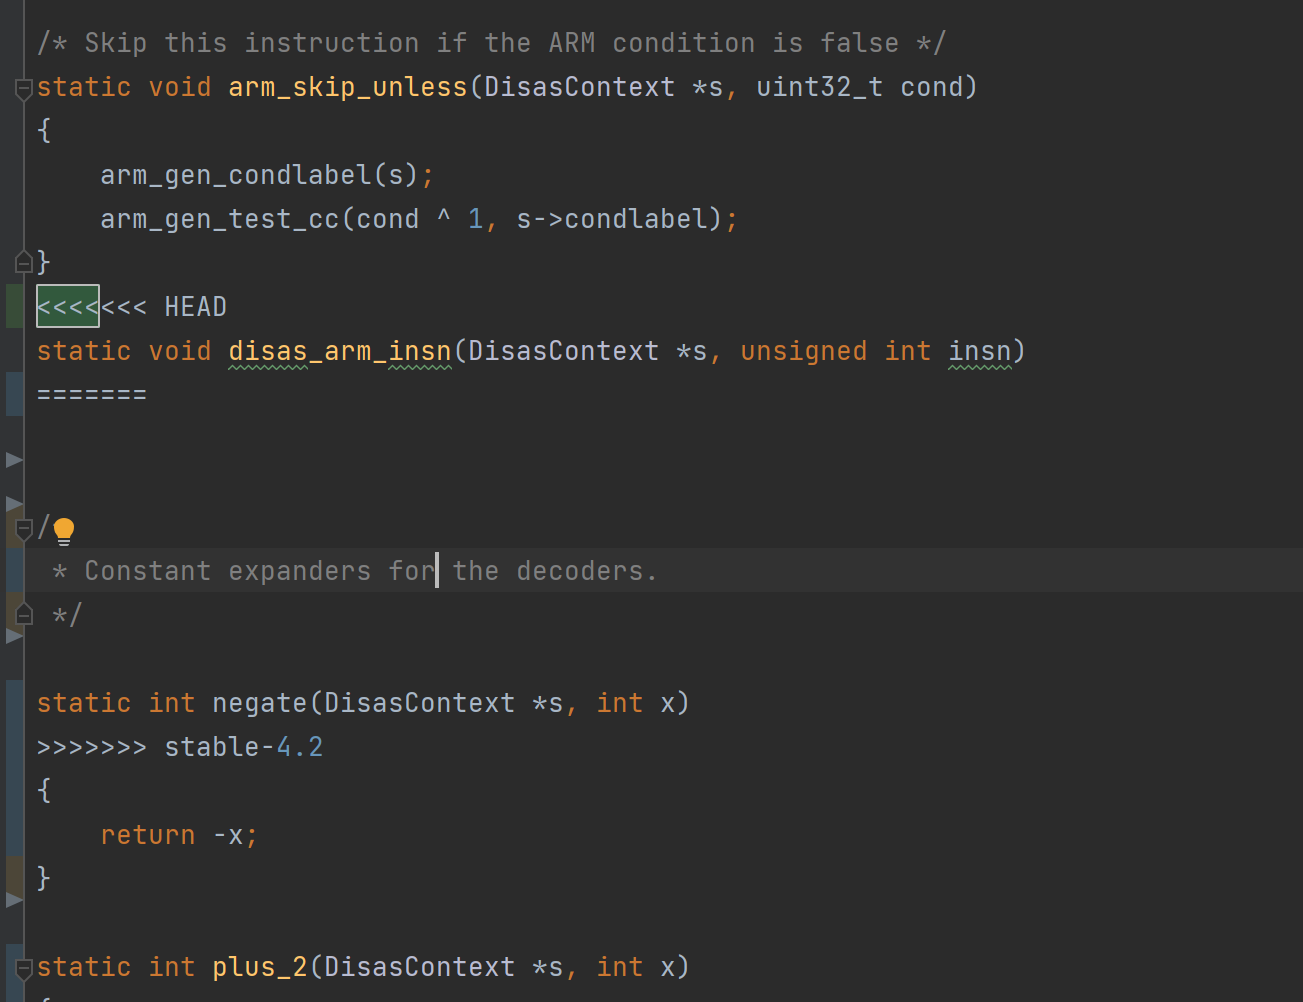 /* Skip this instruction if the ARM condition is false */
static void arm_skip_unless(DisasContext *s, uint32_t cond)
{
    arm_gen_condlabel(s);
    arm_gen_test_cc(cond ^ 1, s->condlabel);
}
<<<<<<< HEAD
static void disas_arm_insn(DisasContext *s, unsigned int insn)
=======
/
 * Constant expanders for the decoders.
 */
static int negate(DisasContext *s, int x)
>>>>>>> stable-4.2
{
    return -x;
}
static int plus_2(DisasContext *s, int x)
{